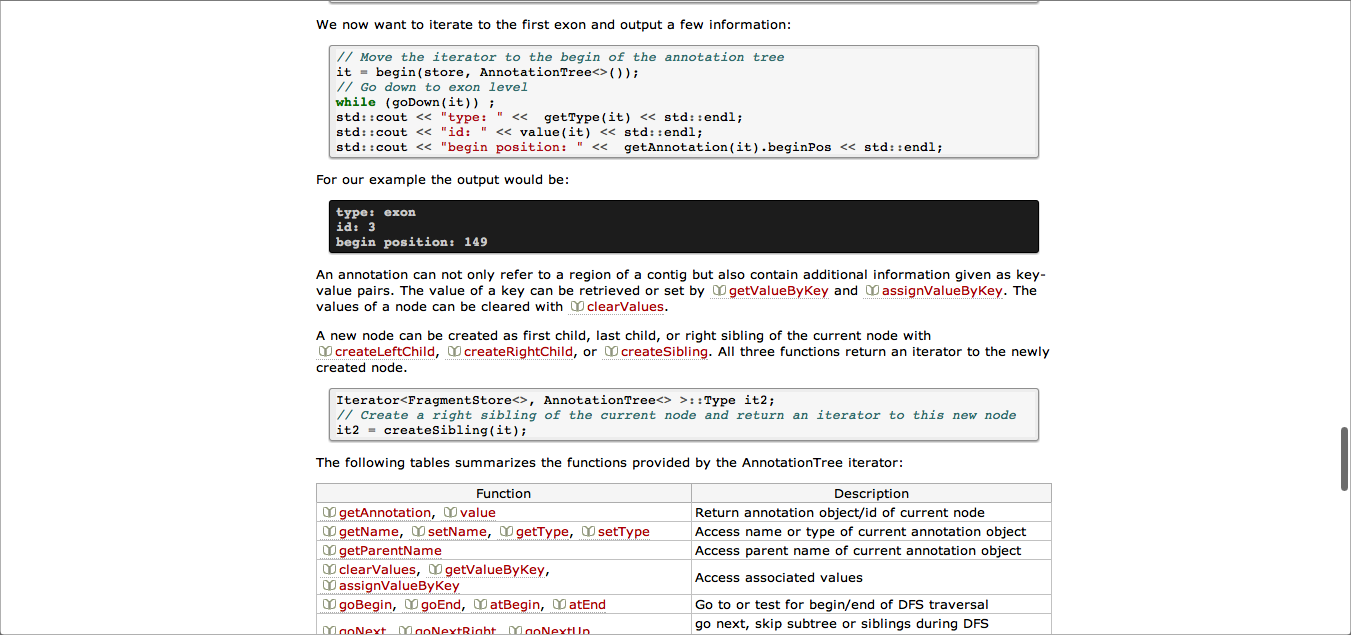 We now want to iterate to the first exon and output a few information:
// Move the iterator to the begin of the annotation tree
it = begin(store, AnnotationTree<>());
// Go down to exon level
while (goDown(it)) ;
std::cout << "type: " <<  getType(it) << std::endl;
std::cout << "id: " << value(it) << std::endl;
std::cout << "begin position: " <<  getAnnotation(it).beginPos << std::endl;
For our example the output would be:
type: exon
id: 3
begin position: 149
An annotation can not only refer to a region of a contig but also contain additional information given as key-
value pairs. The value of a key can be retrieved or set by getValueByKey and assignValueByKey. The
values of a node can be cleared with clearValues.
A new node can be created as first child, last child, or right sibling of the current node with
createLeftChild, createRightChild, or createSibling. All three functions return an iterator to the newly
created node.
Iterator<FragmentStore<>, AnnotationTree<> >::Type it2;
// Create a right sibling of the current node and return an iterator to this new node
it2 = createSibling(it);
The following tables summarizes the functions provided by the AnnotationTree iterator:
Function Description
getAnnotation, value Return annotation object/id of current node
getName, setName, getType, setType Access name or type of current annotation object
getParentName Access parent name of current annotation object
clearValues, getValueByKey,
assignValueByKey Access associated values
goBegin, goEnd, atBegin, atEnd Go to or test for begin/end of DFS traversal
goNext, goNextRight, goNextUp go next, skip subtree or siblings during DFS